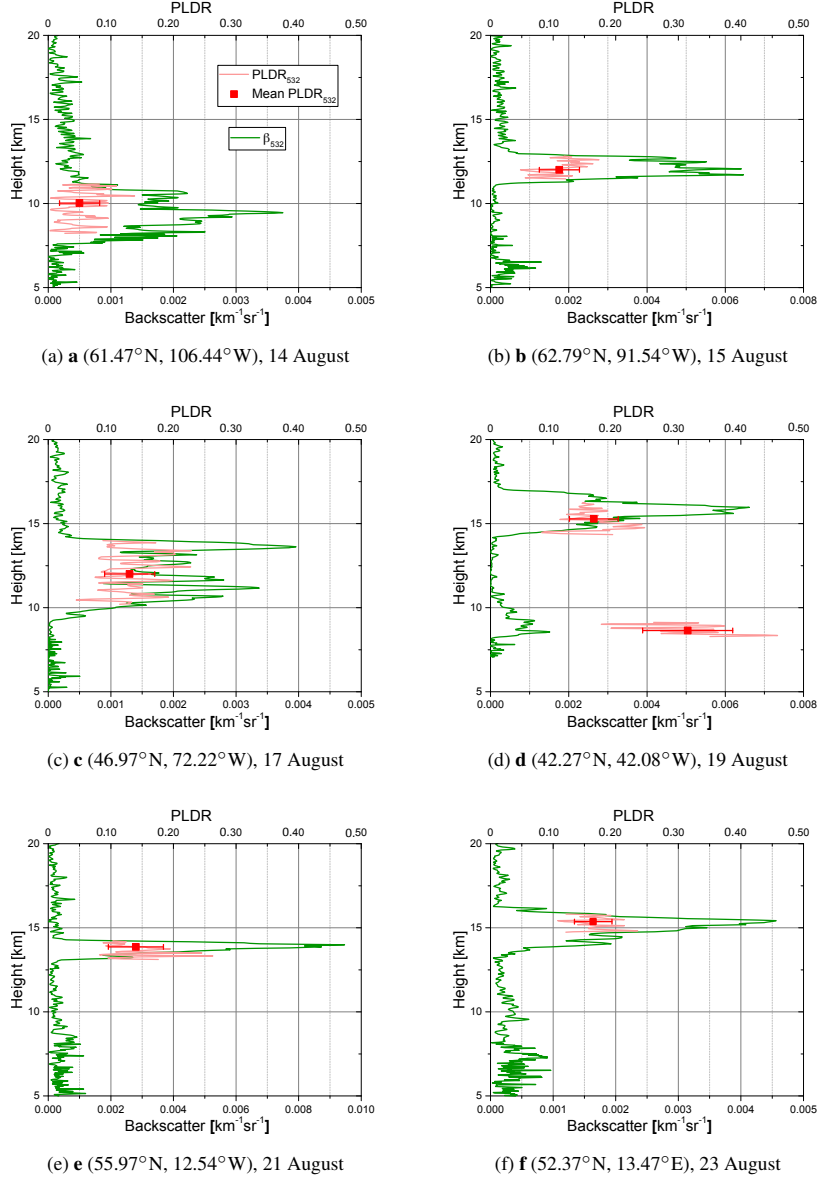 PLDR
PLDR
0 0.10 0.20 0.30 0.40 0.50
0 0.10 0.20 0.30 0.40 0.50
20
15
10
5
Height [km]
PLDR532
Mean PLDR532
β532
20
15
10
5
Height [km]
0.000 0.001 0.002 0.003 0.004 0.005
0.000 0.002 0.004 0.006 0.008
Backscatter [km-1sr-1]
Backscatter [km-1sr-1]
(a) a (61.47°N, 106.44°W), 14 August
(b) b (62.79°N, 91.54°W), 15 August
PLDR
PLDR
0 0.10 0.20 0.30 0.40 0.50
0 0.10 0.20 0.30 0.40 0.50
20
15
10
5
Height [km]
20
15
10
5
Height [km]
0.000 0.001 0.002 0.003 0.004 0.005
0.000 0.002 0.004 0.006 0.008
Backscatter [km-1sr-1]
Backscatter [km-1sr-1]
(c) c (46.97°N, 72.22°W), 17 August
(d) d (42.27°N, 42.08°W), 19 August
PLDR
PLDR
0 0.10 0.20 0.30 0.40 0.50
0 0.10 0.20 0.30 0.40 0.50
20
15
10
5
Height [km]
20
15
10
5
Height [km]
0.000 0.002 0.004 0.006 0.008 0.010
0.000 0.001 0.002 0.003 0.004 0.005
Backscatter [km-1sr-1]
Backscatter [km-1sr-1]
(e) e (55.97°N, 12.54°W), 21 August
(f) f (52.37°N, 13.47°E), 23 August